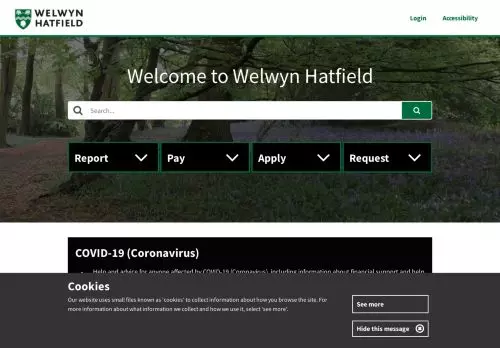 WELWYN
HATFIELD
Login
Accessibility
Welcome to Welwyn Hatfield
Search...
Report
Pay
Apply
Request
COVID-19 (Coronavirus)
Help and advice for anyone affected by COVID-19 (Coronavirus), including information about financial support and help
Cookies
Our website uses small files known as 'cookies' to collect information about how you browse the site. For
more information about what information we collect and how we use it, select 'see more'.
See more
Hide this message